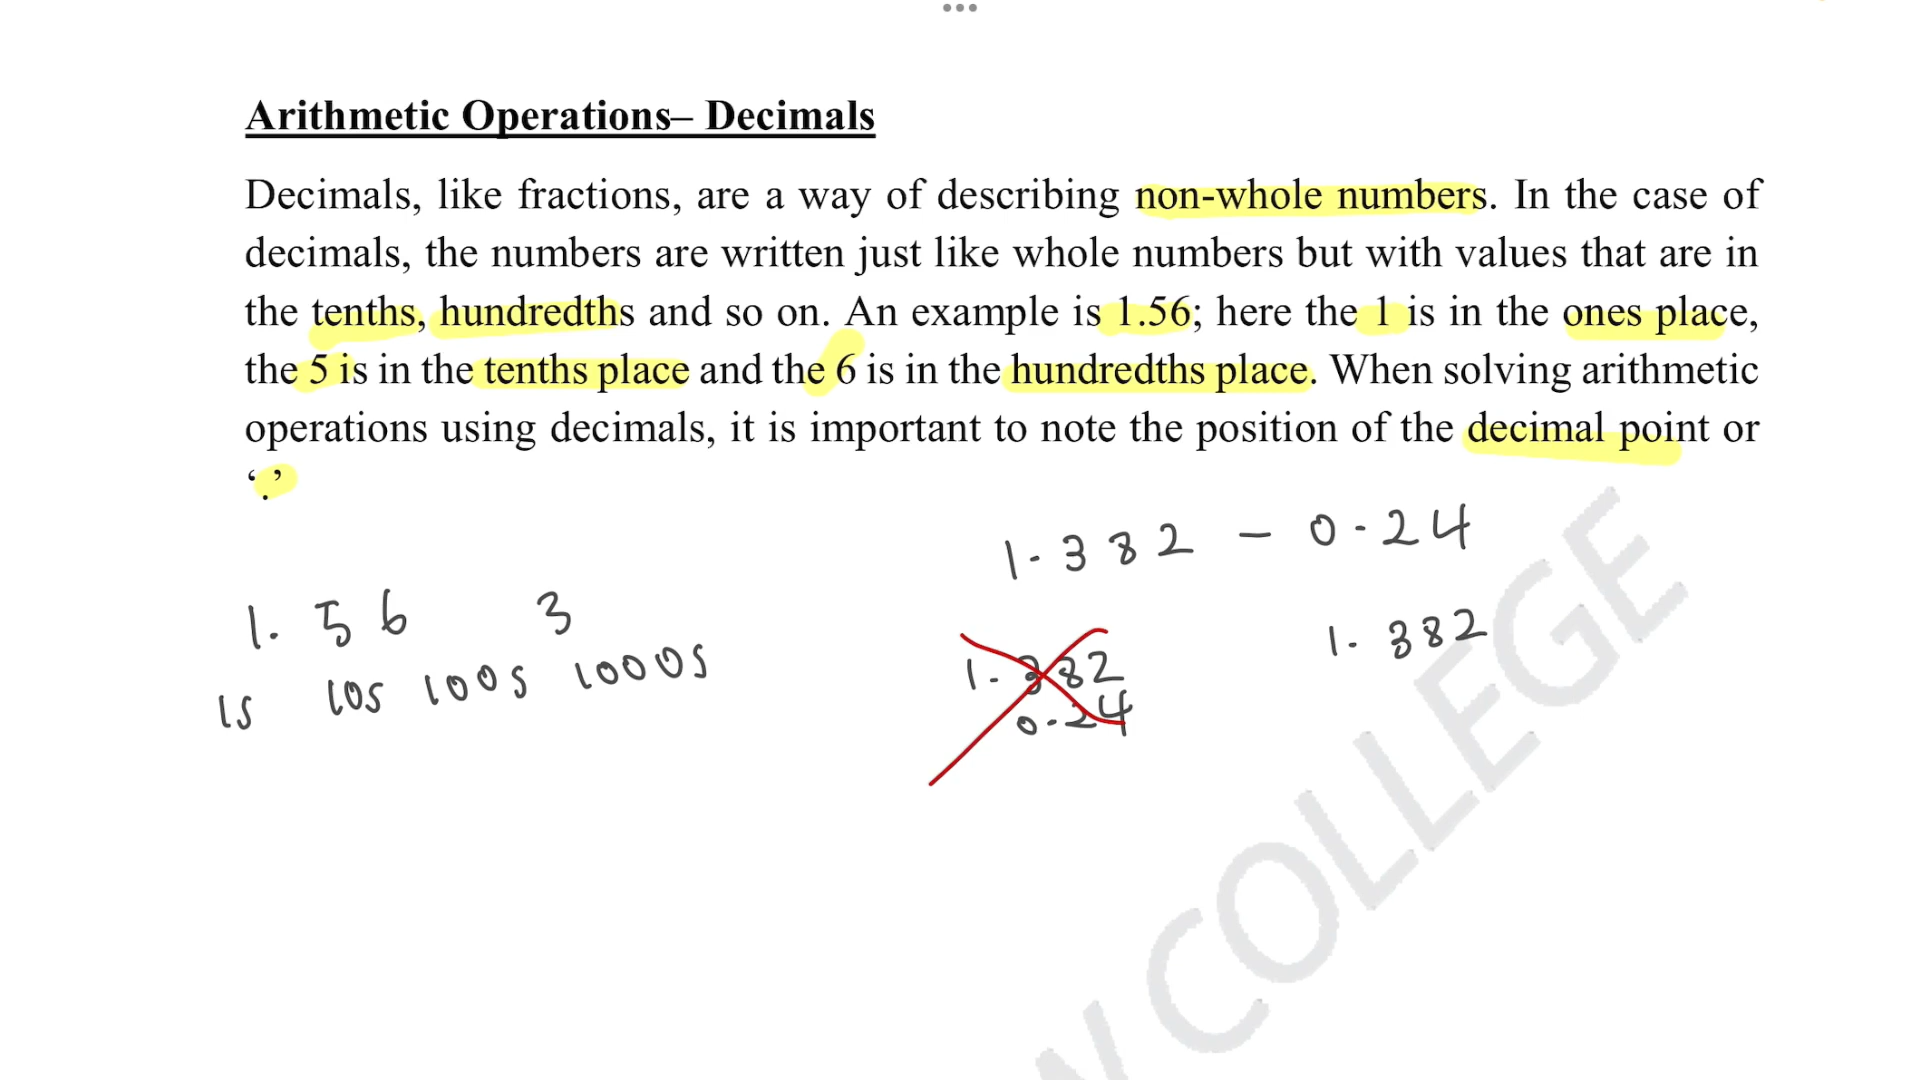 Arithmetic Operations– Decimals
Decimals, like fractions, are a way of describing non-whole numbers. In the case of
decimals, the numbers are written just like whole numbers but with values that are in
the tenths, hundredths and so on. An example is 1.56; here the 1 is in the ones place,
the 5 is in the tenths place and the 6 is in the hundredths place. When solving arithmetic
operations using decimals, it is important to note the position of the decimal point or
‘.’
1.382 - 0.24
1.56 3
1s 10s 100s 1000s
1.382
0.24
1.382
COLLEGE